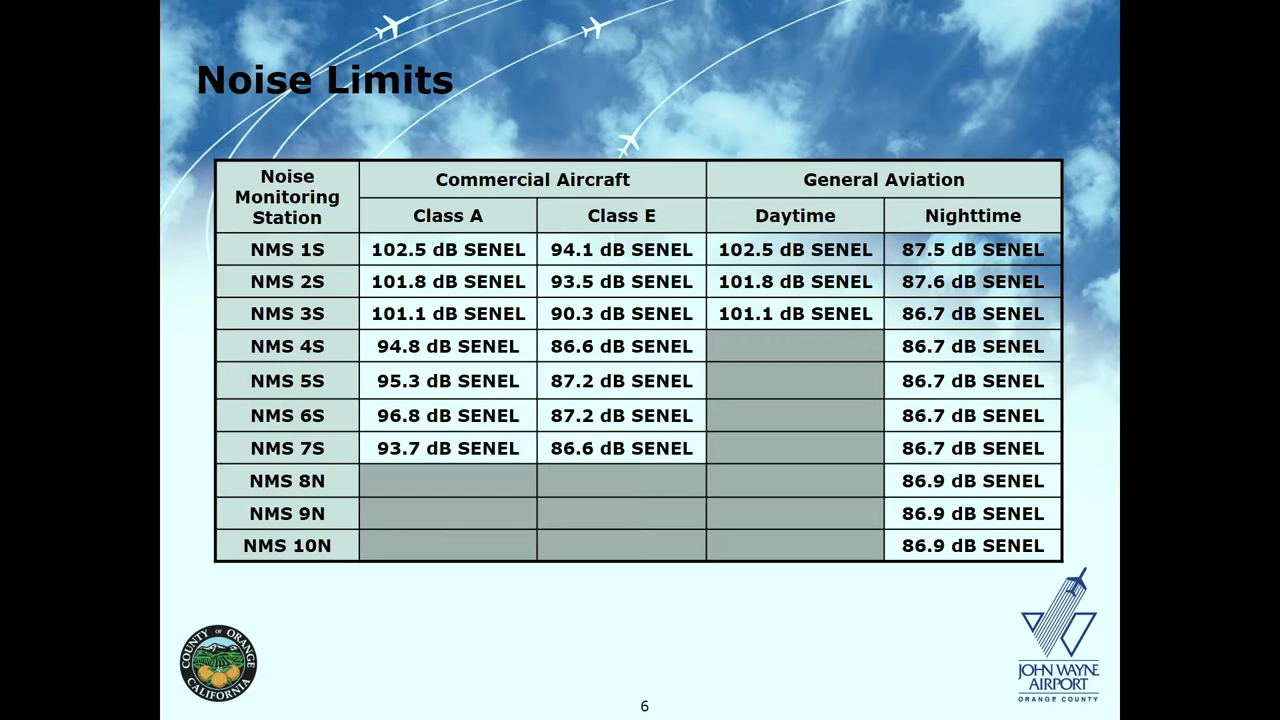 Noise Limits
Noise
Monitoring
Station
Commercial Aircraft
General Aviation
Class A
Class E
Daytime
Nighttime
NMS 1S 102.5 dB SENEL 94.1 dB SENEL 102.5 dB SENEL 87.5 dB SENEL
NMS 2S 101.8 dB SENEL 93.5 dB SENEL 101.8 dB SENEL 87.6 dB SENEL
NMS 3S 101.1 dB SENEL 90.3 dB SENEL 101.1 dB SENEL 86.7 dB SENEL
NMS 4S 94.8 dB SENEL 86.6 dB SENEL 86.7 dB SENEL
NMS 5S 95.3 dB SENEL 87.2 dB SENEL 86.7 dB SENEL
NMS 6S 96.8 dB SENEL 87.2 dB SENEL 86.7 dB SENEL
NMS 7S 93.7 dB SENEL 86.6 dB SENEL 86.7 dB SENEL
NMS 8N 86.9 dB SENEL
NMS 9N 86.9 dB SENEL
NMS 10N 86.9 dB SENEL
COUNTY OF ORANGE
CALIFORNIA
JOHN WAYNE
AIRPORT
ORANGE COUNTY
6